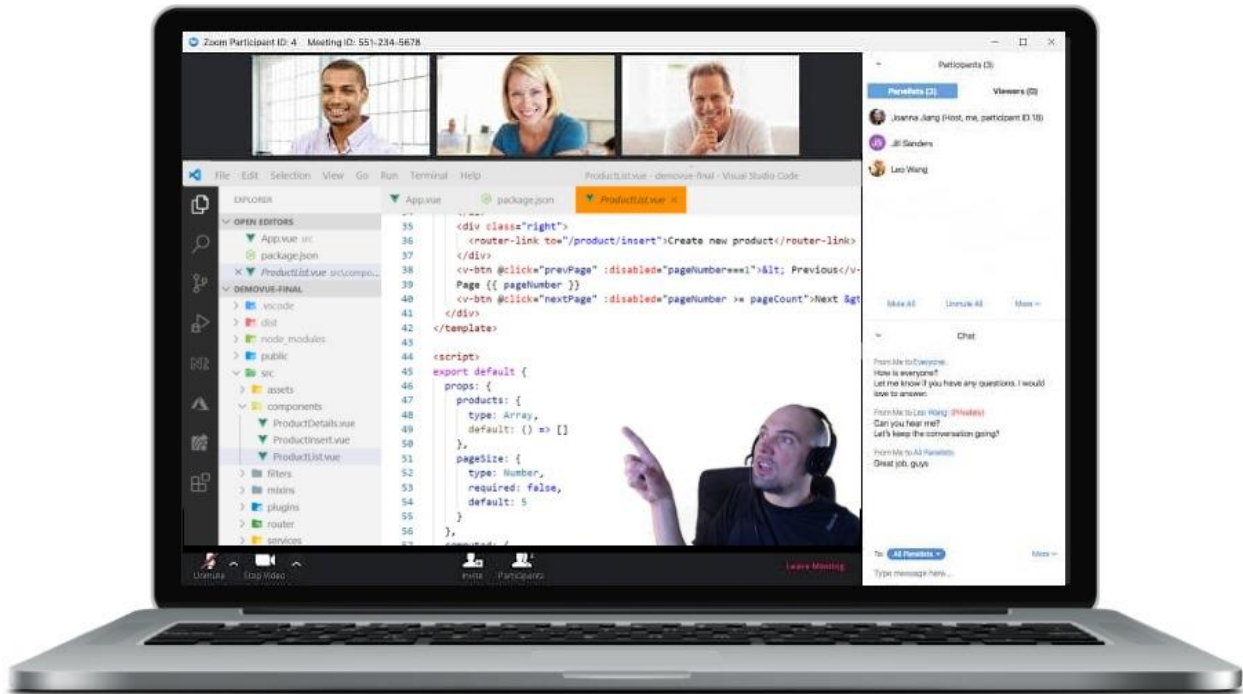 Zoom Participant ID: 4 Meeting ID: 551-234-5678
File Edit Selection View Go Run Terminal Help
ProductList.vue - demovue-final - Visual Studio Code
EXPLORER
OPEN EDITORS
App.vue src
package.json
ProductList.vue src\compo...
DEMOVUE-FINAL
.vscode
dist
node_modules
public
src
assets
components
ProductDetails.vue
ProductInsert.vue
ProductList.vue
filters
mixins
plugins
router
services
App.vue package.json ProductList.vue
35 <div class="right">
36 <router-link to="/product/insert">Create new product</router-link>
37 </div>
38 <v-btn @click="prevPage" :disabled="pageNumber===1">&lt; Previous</v-
39 Page {{ pageNumber }}
40 <v-btn @click="nextPage" :disabled="pageNumber >= pageCount">Next &gt
41 </div>
42 </template>
43
44 <script>
45 export default {
46 props: {
47 products: {
48 type: Array,
49 default: () => []
50 },
51 pageSize: {
52 type: Number,
53 required: false,
54 default: 5
55 }
56 },
computed: {
Unmute
Stop Video
Invite
Participants
Leave Meeting
Participants (3)
Panelists (3) Viewers (0)
Joanna Jiang (Host, me, participant ID:18)
JS
Jill Sanders
Leo Wang
Mute All Unmute All More
Chat
From Me to Everyone:
How is everyone?
Let me know if you have any questions. I would
love to answer.
From Me to Leo Wang: (Privately)
Can you hear me?
Let's keep the conversation going?
From Me to All Panelists:
Great job, guys
To: All Panelists More
Type message here...